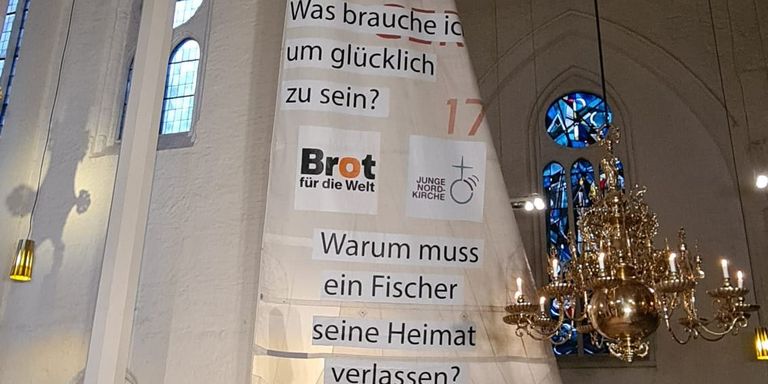 Was brauche ic
um glücklich
zu sein?
17
Brot
für die Welt
JUNGE
NORD-
KIRCHE
Warum muss
ein Fischer
seine Heimat
verlassen?